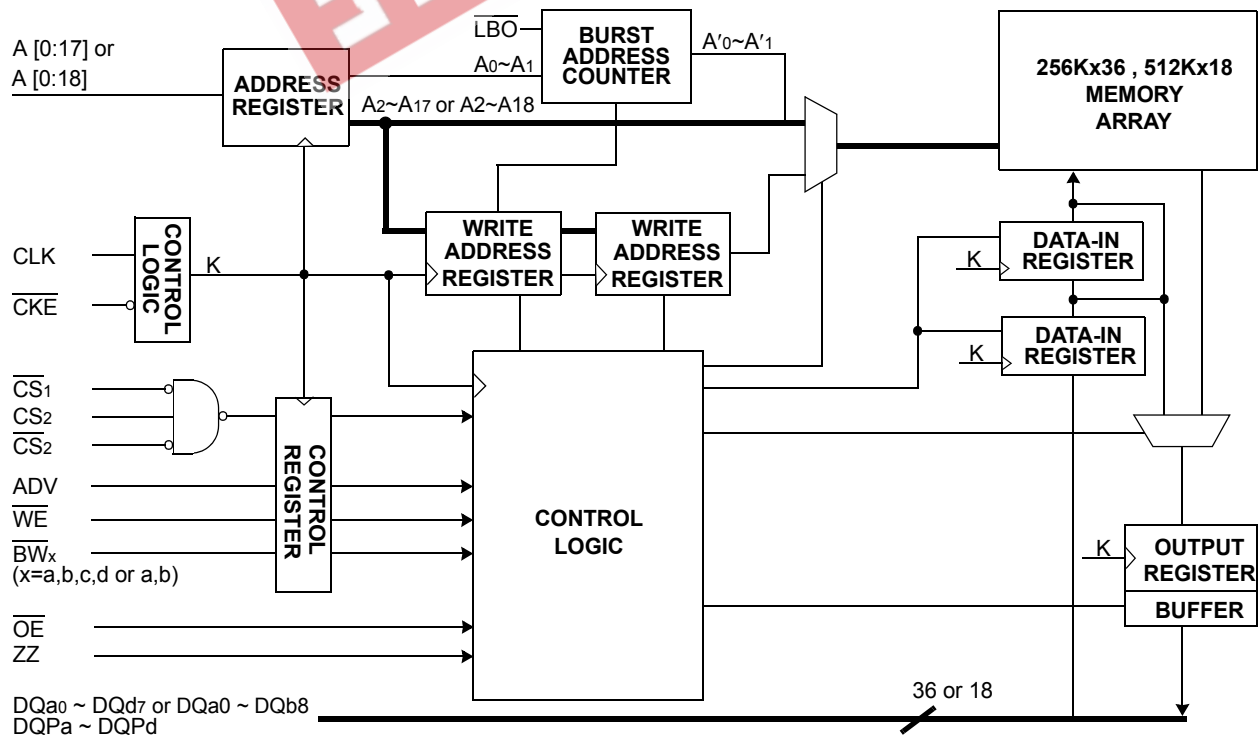 A [0:17] or
A [0:18]
ADDRESS
REGISTER
LBO
A0~A1
BURST
ADDRESS
COUNTER
A′0~A′1
A2~A17 or A2~A18
256Kx36 , 512Kx18
MEMORY
ARRAY
CLK
CKE
CONTROL
LOGIC
K
WRITE
ADDRESS
REGISTER
WRITE
ADDRESS
REGISTER
K
DATA-IN
REGISTER
K
DATA-IN
REGISTER
CS1
CS2
CS2
ADV
WE
BWx
(x=a,b,c,d or a,b)
CONTROL
REGISTER
CONTROL
LOGIC
K
OUTPUT
REGISTER
BUFFER
OE
ZZ
DQa0 ~ DQd7 or DQa0 ~ DQb8
DQPa ~ DQPd
36 or 18